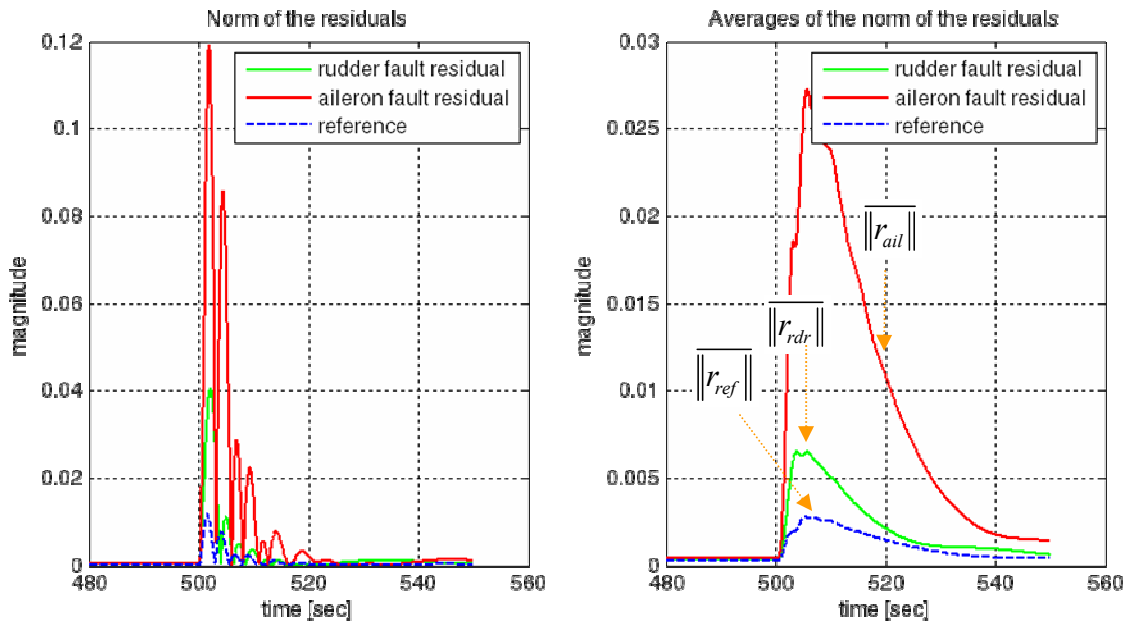 Norm of the residuals
0.12
0.1
0.08
0.06
0.04
0.02
0
magnitude
rudder fault residual
aileron fault residual
reference
480
500
520
540
560
time [sec]
Averages of the norm of the residuals
0.03
0.025
0.02
0.015
0.01
0.005
0
magnitude
rudder fault residual
aileron fault residual
reference
‖r_ail‖
‖r_rdr‖
‖r_ref‖
480
500
520
540
560
time [sec]